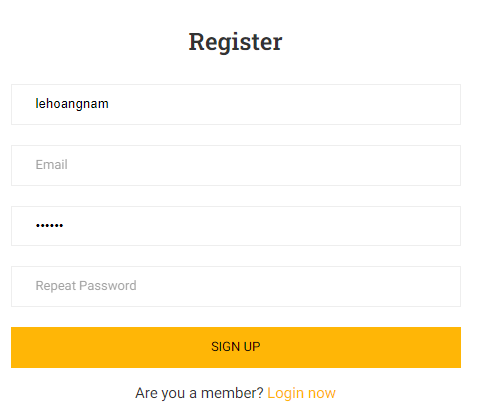 Register
lehoangnam
Email
••••••
Repeat Password
SIGN UP
Are you a member? Login now